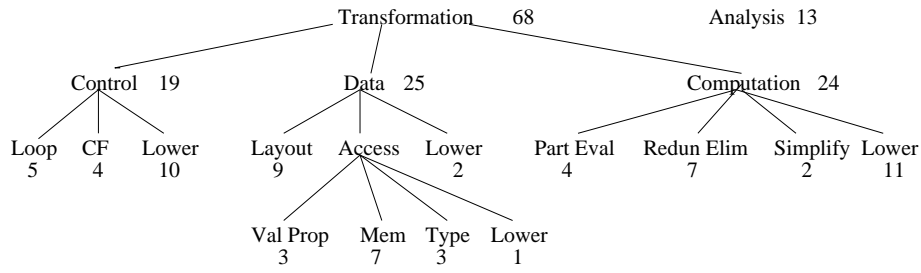 Transformation 68 Analysis 13
Control 19 Data 25 Computation 24
Loop CF Lower Layout Access Lower Part Eval Redun Elim Simplify Lower
5 4 10 9 2 4 7 2 11
Val Prop Mem Type Lower
3 7 3 1